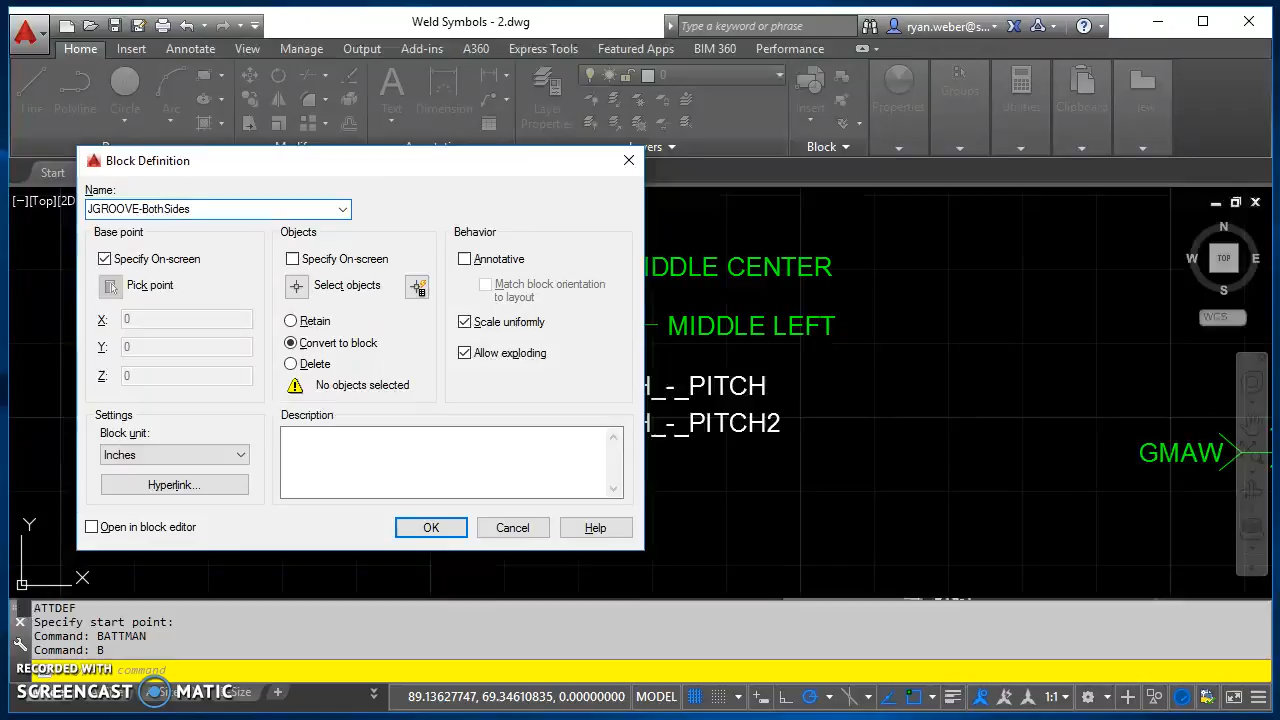 Weld Symbols - 2.dwg
Type a keyword or phrase
ryan.weber@s...
Home Insert Annotate View Manage Output Add-ins A360 Express Tools Featured Apps BIM 360 Performance
0
Line Polyline Circle Arc
Text Dimension
Layer
Properties
Insert
Properties Groups Utilities Clipboard
Block
Start
[−][Top][2D
Block Definition
Name:
JGROOVE-BothSides
Base point
Specify On-screen
Pick point
X: 0
Y: 0
Z: 0
Objects
Specify On-screen
Select objects
Retain
Convert to block
Delete
No objects selected
Behavior
Annotative
Match block orientation
to layout
Scale uniformly
Allow exploding
Settings
Block unit:
Inches
Hyperlink...
Description
Open in block editor
OK Cancel Help
IDDLE CENTER
MIDDLE LEFT
H_-_PITCH
H_-_PITCH2
GMAW
N
W TOP E
S
WCS
Y
X
ATTDEF
Specify start point:
Command: BATTMAN
Command: B
command
RECORDED WITH
SCREENCAST MATIC
89.13627747, 69.34610835, 0.00000000 MODEL 1:1